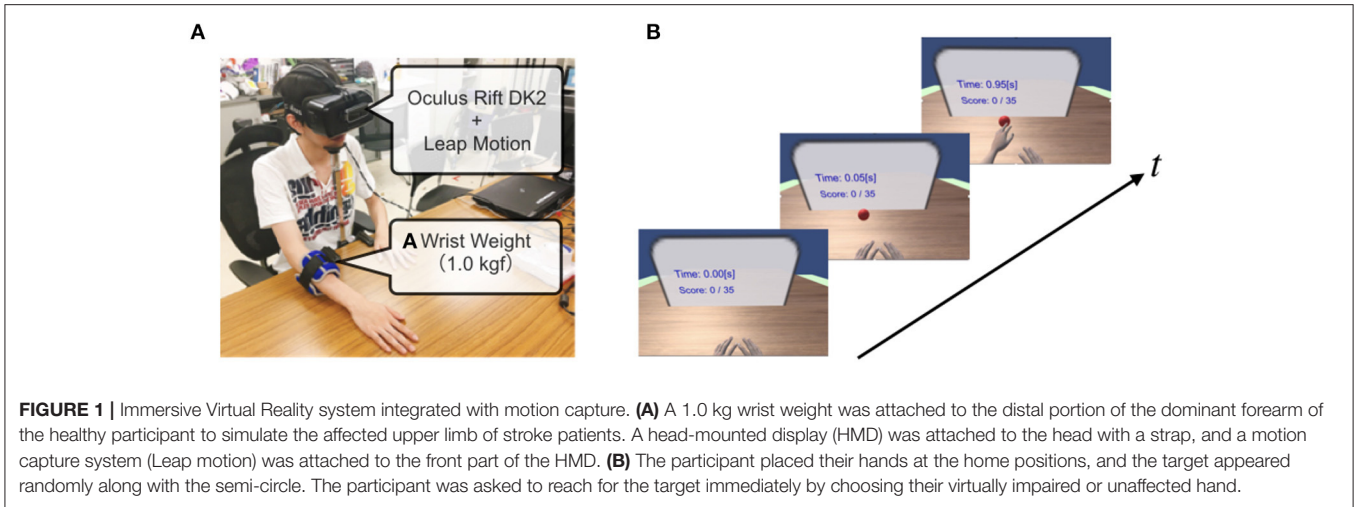 A
B
Oculus Rift DK2
+
Leap Motion
A Wrist Weight
(1.0 kgf)
Time: 0.95[s]
Score: 0 / 35
Time: 0.05[s]
Score: 0 / 35
Time: 0.00[s]
Score: 0 / 35
t
FIGURE 1 | Immersive Virtual Reality system integrated with motion capture. (A) A 1.0 kg wrist weight was attached to the distal portion of the dominant forearm of
the healthy participant to simulate the affected upper limb of stroke patients. A head-mounted display (HMD) was attached to the head with a strap, and a motion
capture system (Leap motion) was attached to the front part of the HMD. (B) The participant placed their hands at the home positions, and the target appeared
randomly along with the semi-circle. The participant was asked to reach for the target immediately by choosing their virtually impaired or unaffected hand.